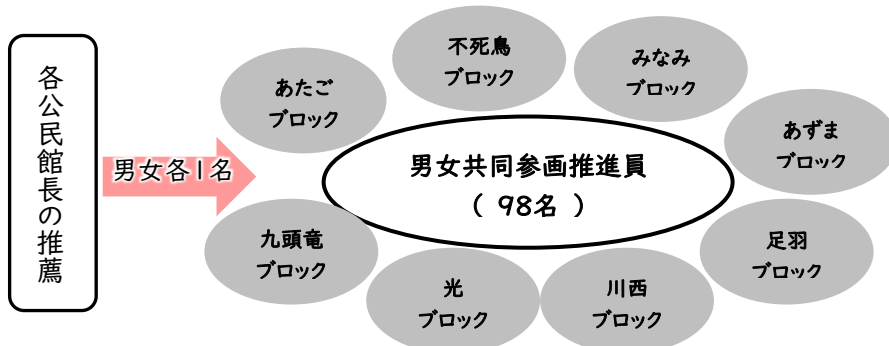 各公民館長の推薦
男女各1名
不死鳥
ブロック
みなみ
ブロック
あたご
ブロック
あずま
ブロック
男女共同参画推進員
（ 98名 ）
九頭竜
ブロック
足羽
ブロック
光
ブロック
川西
ブロック